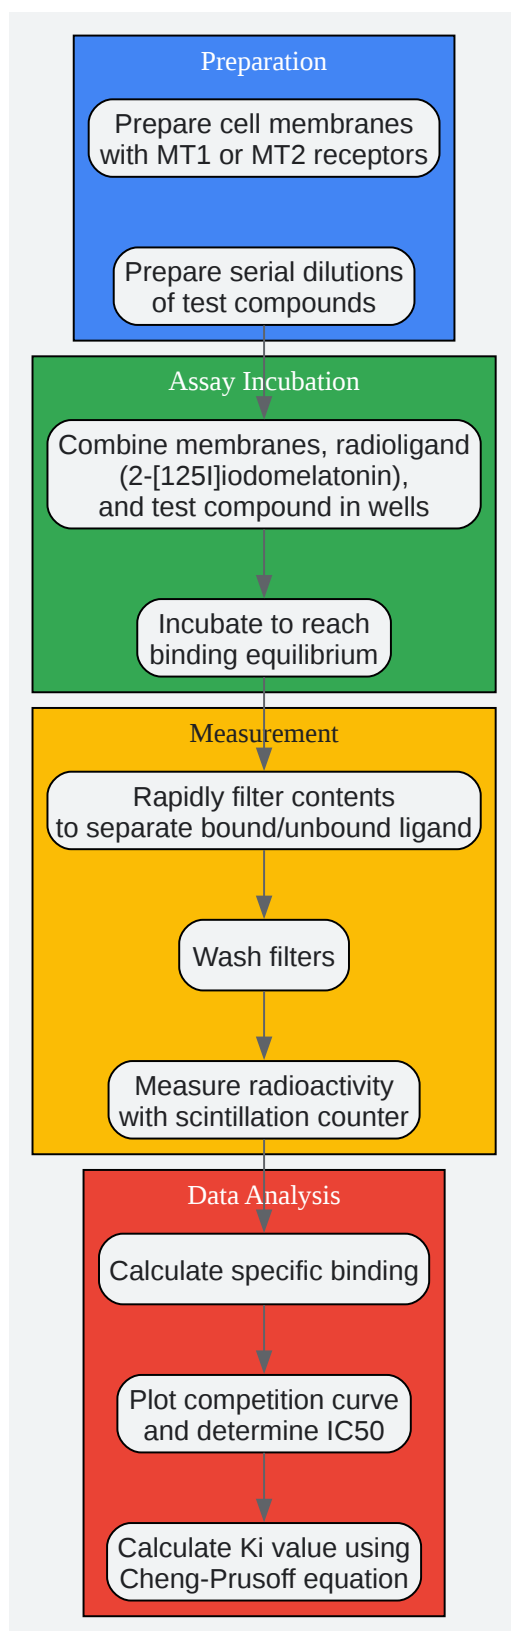 Preparation
Prepare cell membranes
with MT1 or MT2 receptors
Prepare serial dilutions
of test compounds
Assay Incubation
Combine membranes, radioligand
(2-[125I]iodomelatonin),
and test compound in wells
Incubate to reach
binding equilibrium
Measurement
Rapidly filter contents
to separate bound/unbound ligand
Wash filters
Measure radioactivity
with scintillation counter
Data Analysis
Calculate specific binding
Plot competition curve
and determine IC50
Calculate Ki value using
Cheng-Prusoff equation